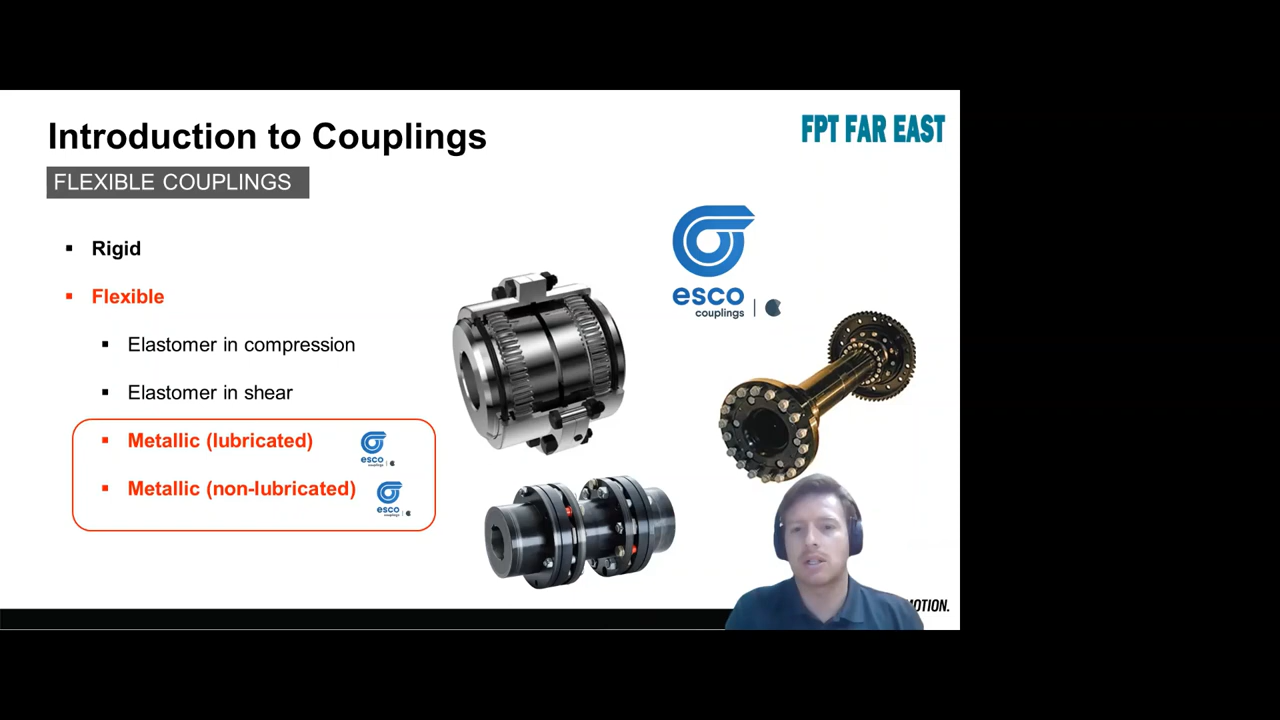 Introduction to Couplings
FPT FAR EAST
FLEXIBLE COUPLINGS
Rigid
Flexible
Elastomer in compression
Elastomer in shear
Metallic (lubricated)
esco
couplings
Metallic (non-lubricated)
esco
couplings
esco
couplings
OTION.